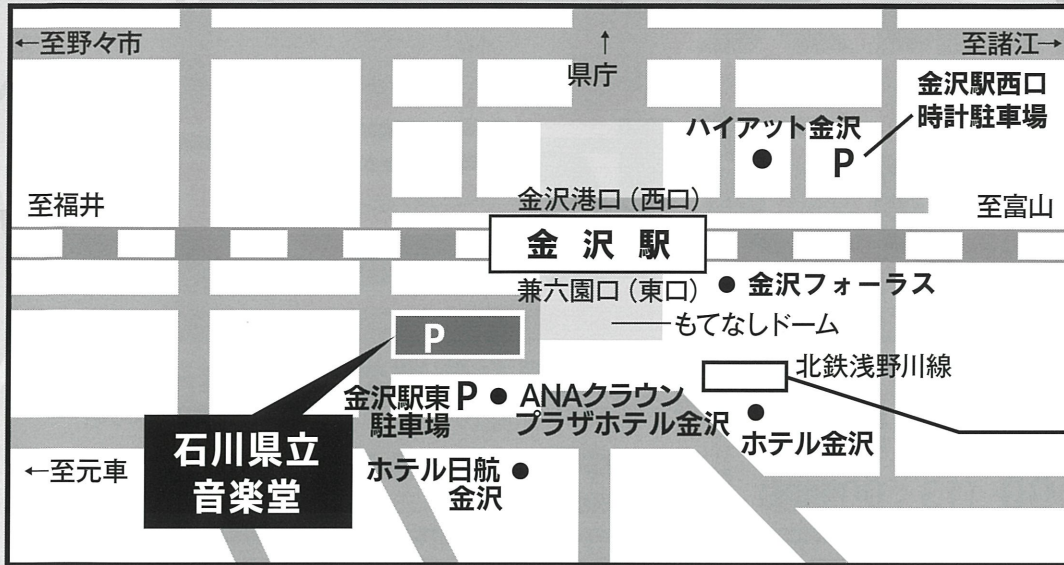 ←至野々市
↑
県庁
至諸江→
金沢駅西口
時計駐車場
ハイアット金沢
P
至福井
金沢港口(西口)
至富山
金沢駅
兼六園口(東口)
金沢フォーラス
もてなしドーム
P
北鉄浅野川線
金沢駅東
駐車場
P
ANAクラウン
プラザホテル金沢
ホテル金沢
石川県立
音楽堂
←至元車
ホテル日航
金沢